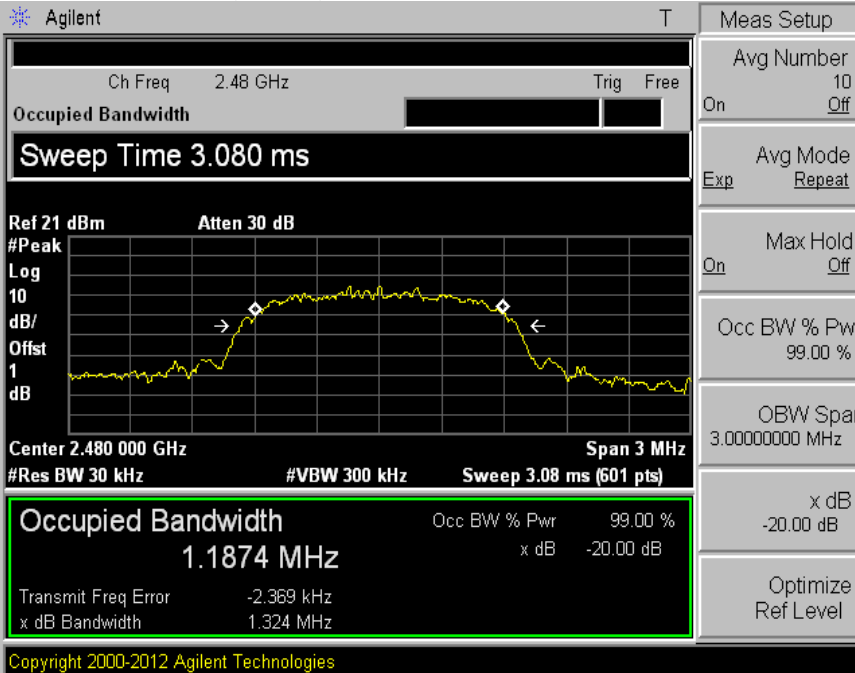 Agilent T Meas Setup
Ch Freq 2.48 GHz Trig Free
Occupied Bandwidth
Sweep Time 3.080 ms
Ref 21 dBm Atten 30 dB
#Peak
Log
10
dB/
Offst
1
dB
Center 2.480 000 GHz Span 3 MHz
#Res BW 30 kHz #VBW 300 kHz Sweep 3.08 ms (601 pts)
Occupied Bandwidth
1.1874 MHz
Occ BW % Pwr 99.00 %
x dB -20.00 dB
Transmit Freq Error -2.369 kHz
x dB Bandwidth 1.324 MHz
Copyright 2000-2012 Agilent Technologies
Avg Number
10
On Off
Avg Mode
Exp Repeat
Max Hold
On Off
Occ BW % Pw
99.00 %
OBW Spa
3.00000000 MHz
x dB
-20.00 dB
Optimize
Ref Level